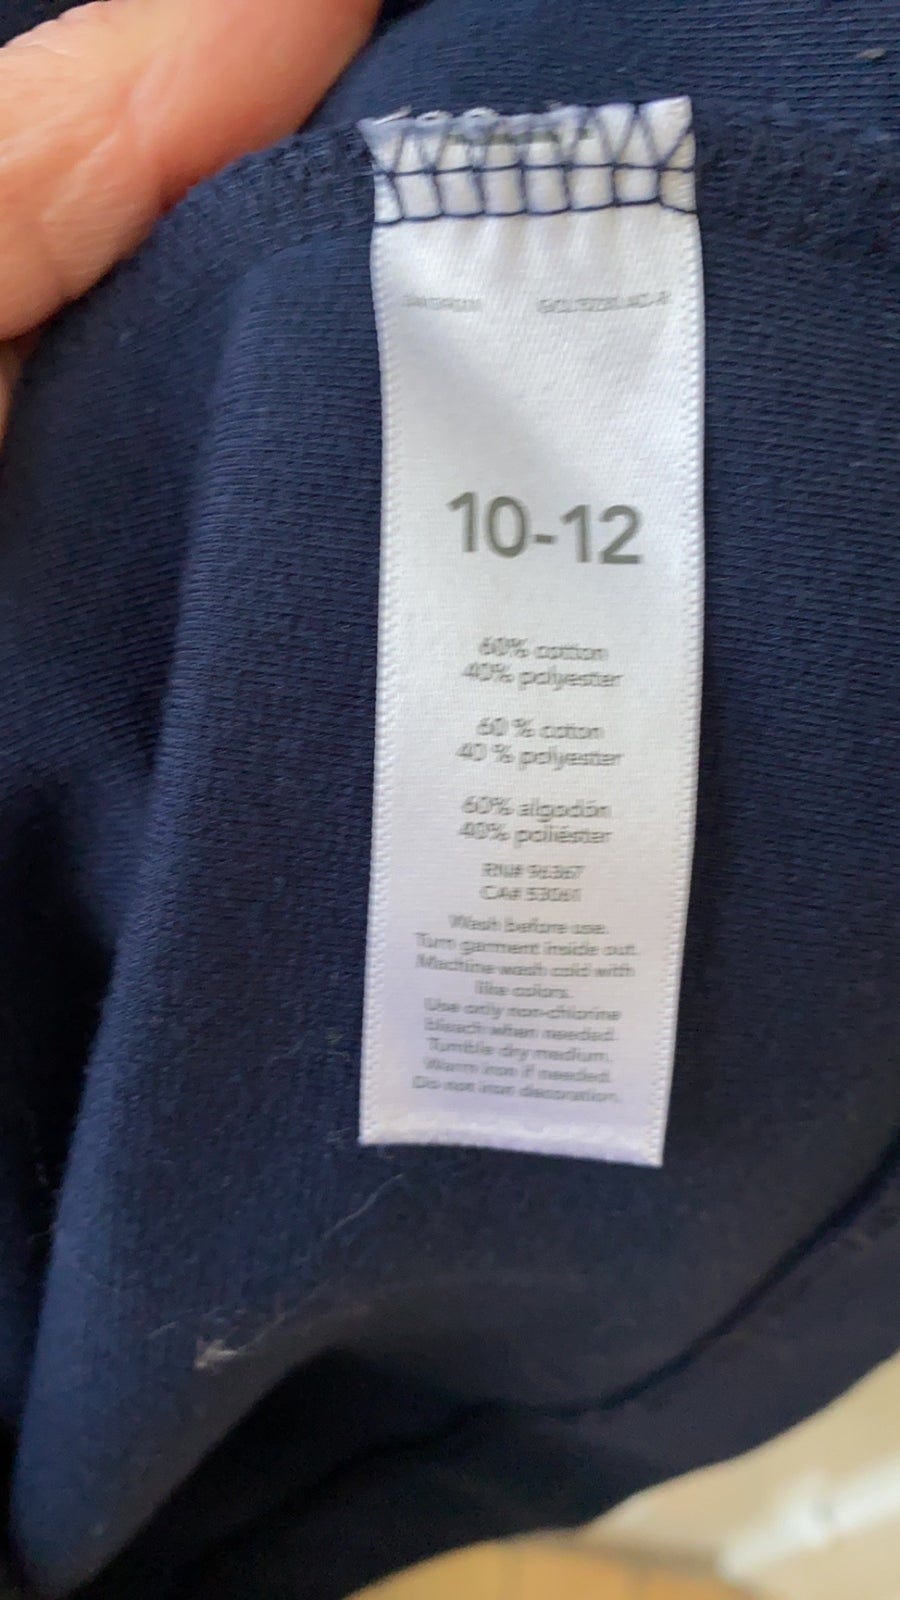 10-12
60% cotton
40% polyester
60 % coton
40 % polyester
60% algodón
40% poliéster
RN# 96367
CA# 53061
Wash before use.
Turn garment inside out.
Machine wash cold with
like colors.
Use only non-chlorine
bleach when needed.
Tumble dry medium.
Warm iron if needed.
Do not iron decoration.